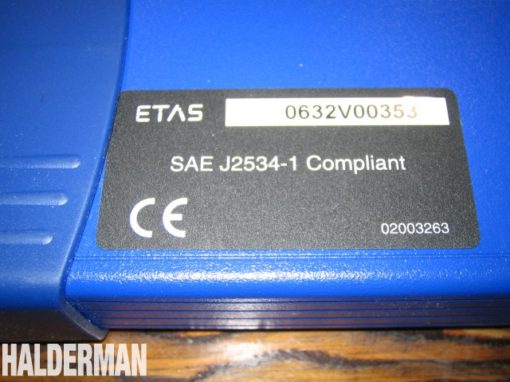 ETAS 0632V00353
SAE J2534-1 Compliant
CE 02003263
HALDERMAN